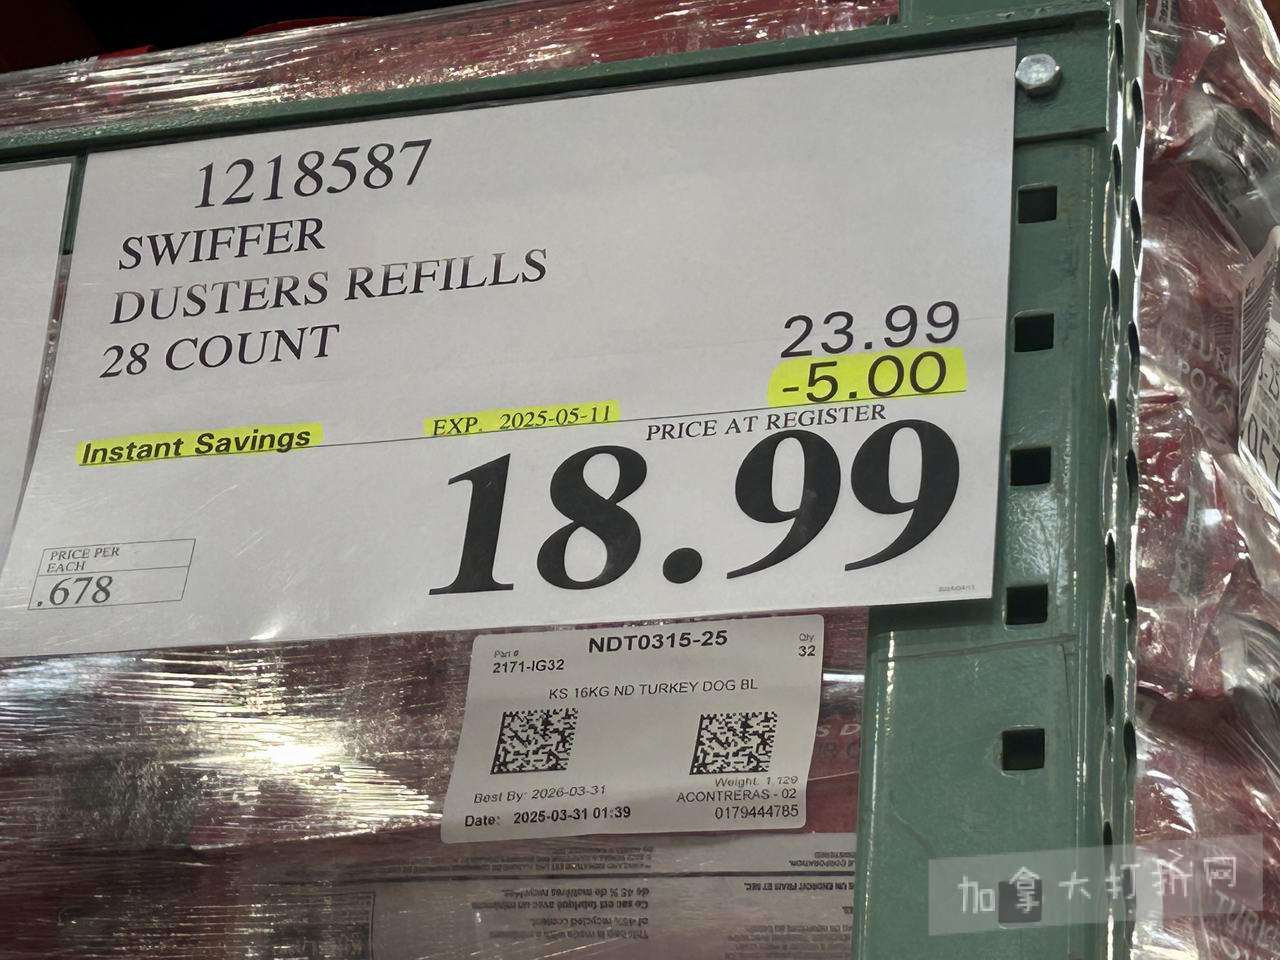 1218587
SWIFFER
DUSTERS REFILLS
28 COUNT
23.99
-5.00
Instant Savings
EXP. 2025-05-11
PRICE AT REGISTER
18.99
PRICE PER
EACH
.678
Part #
2171-IG32
NDT0315-25
Qty
32
KS 16KG ND TURKEY DOG BL
Best By: 2026-03-31
Date: 2025-03-31 01:39
Weight: 1,729
ACONTRERAS - 02
0179444785
加拿大打折网